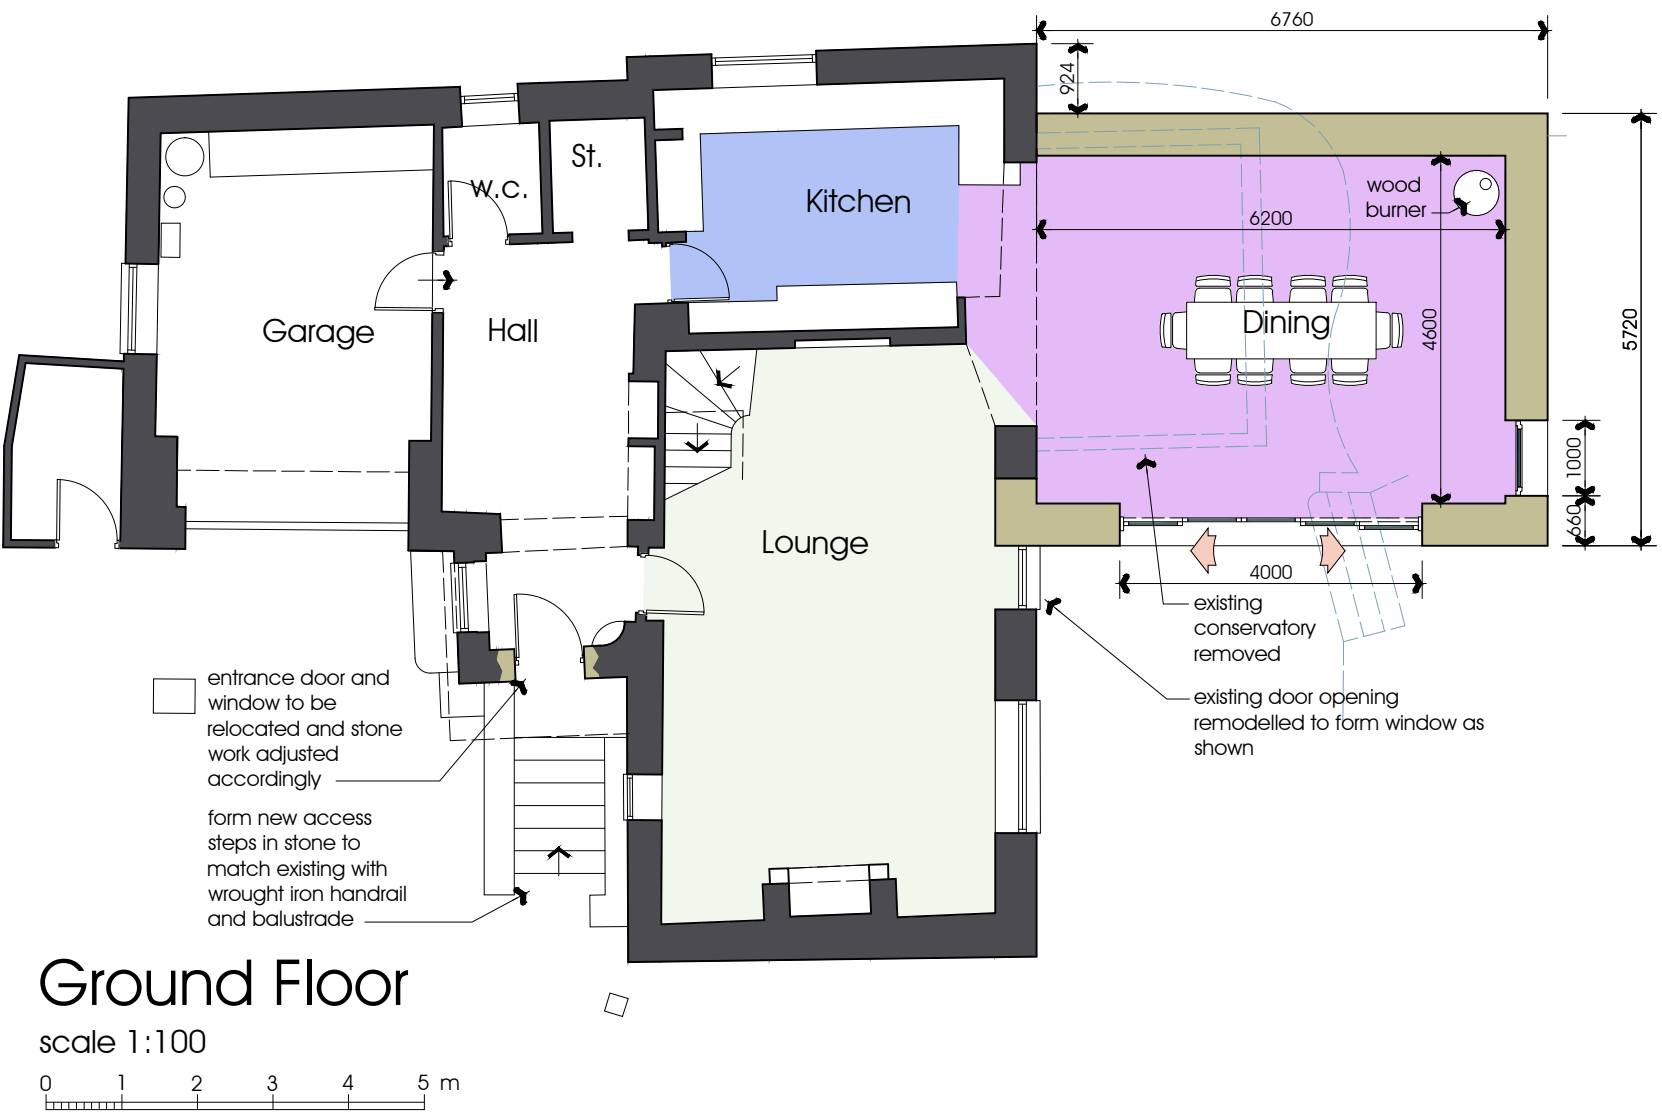 6760
924
St.
W.C.
Kitchen
wood
burner
6200
Garage
Hall
Dining
4600
5720
1000
660
Lounge
4000
existing
conservatory
removed
entrance door and
window to be
relocated and stone
work adjusted
accordingly
existing door opening
remodelled to form window as
shown
form new access
steps in stone to
match existing with
wrought iron handrail
and balustrade
Ground Floor
scale 1:100
0 1 2 3 4 5 m